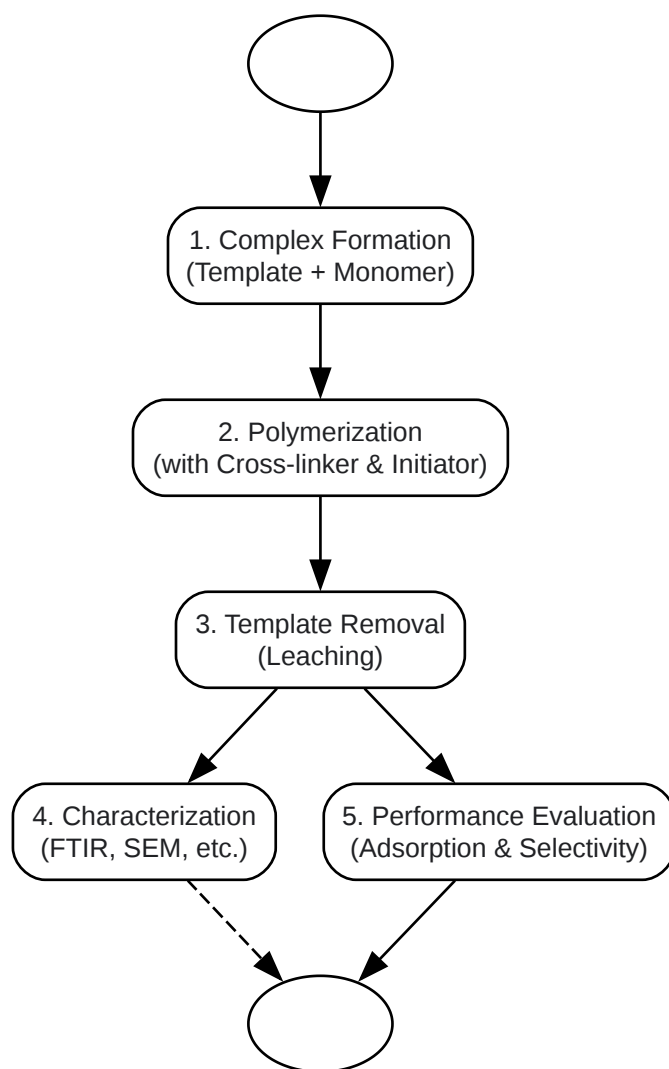 1. Complex Formation
(Template + Monomer)
2. Polymerization
(with Cross-linker & Initiator)
3. Template Removal
(Leaching)
4. Characterization
(FTIR, SEM, etc.)
5. Performance Evaluation
(Adsorption & Selectivity)